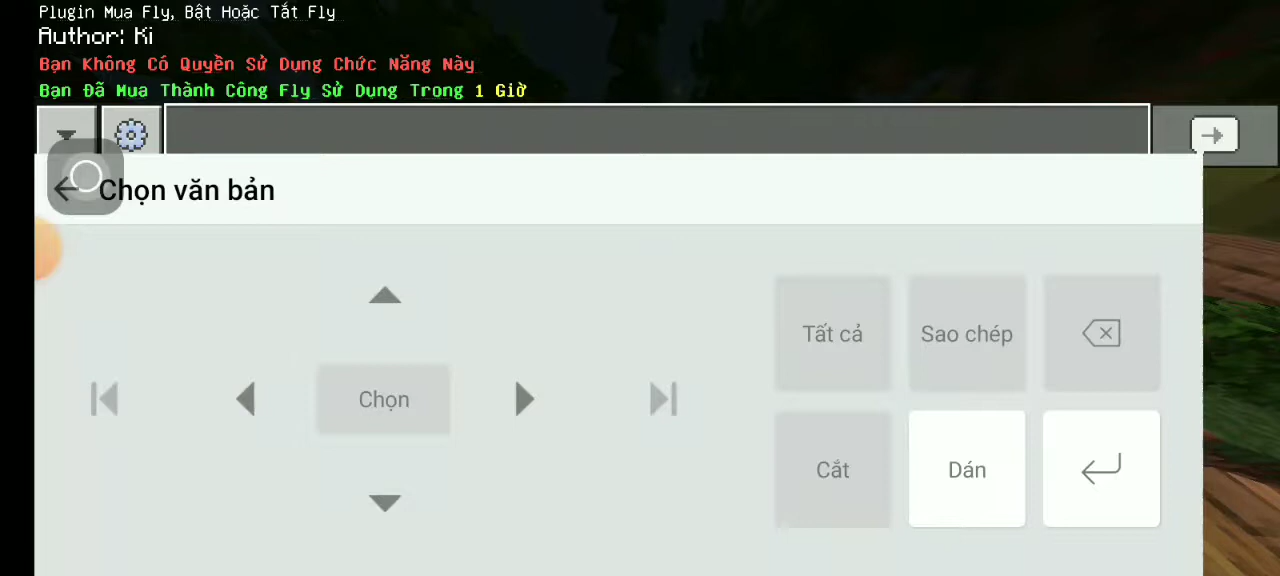 Plugin Mua Fly, Bật Hoặc Tắt Fly
Author: Ki
Bạn Không Có Quyền Sử Dụng Chức Năng Này
Bạn Đã Mua Thành Công Fly Sử Dụng Trong 1 Giờ
Chọn văn bản
Tất cả
Sao chép
Chọn
Cắt
Dán